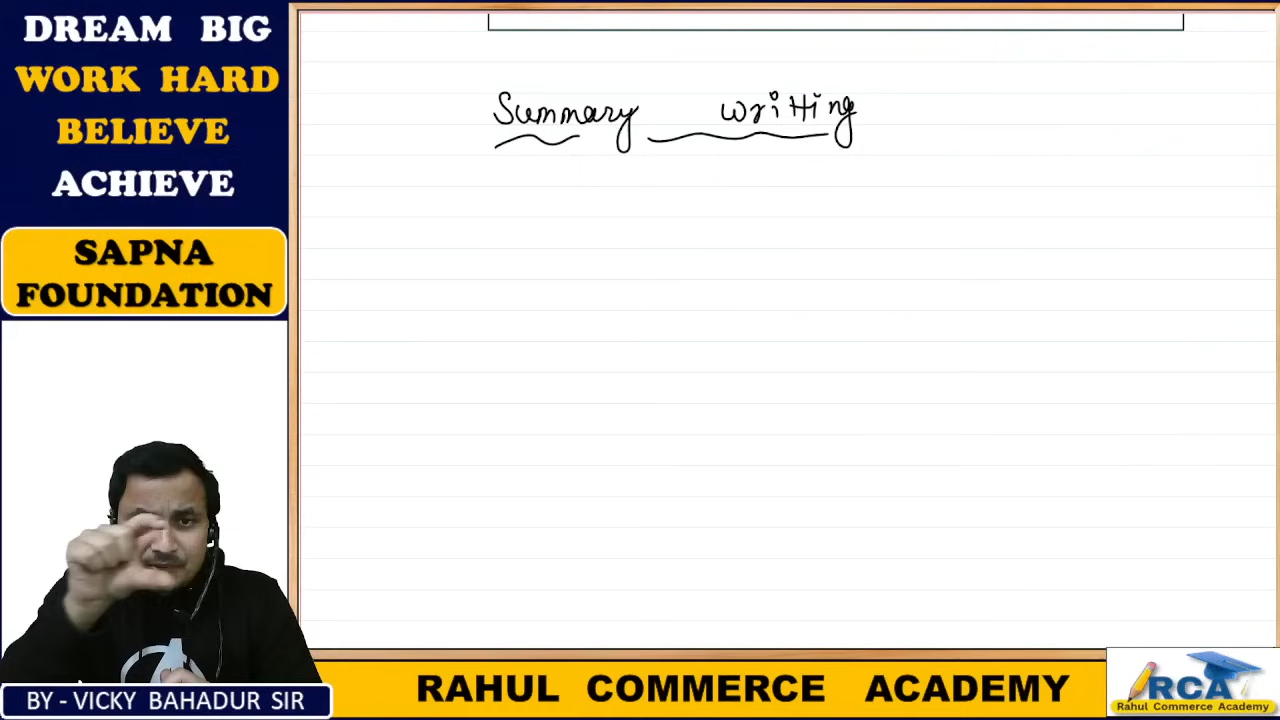 DREAM BIG
WORK HARD
BELIEVE
ACHIEVE
SAPNA
FOUNDATION
Summary writting
BY - VICKY BAHADUR SIR
RAHUL COMMERCE ACADEMY
RCA
Rahul Commerce Academy